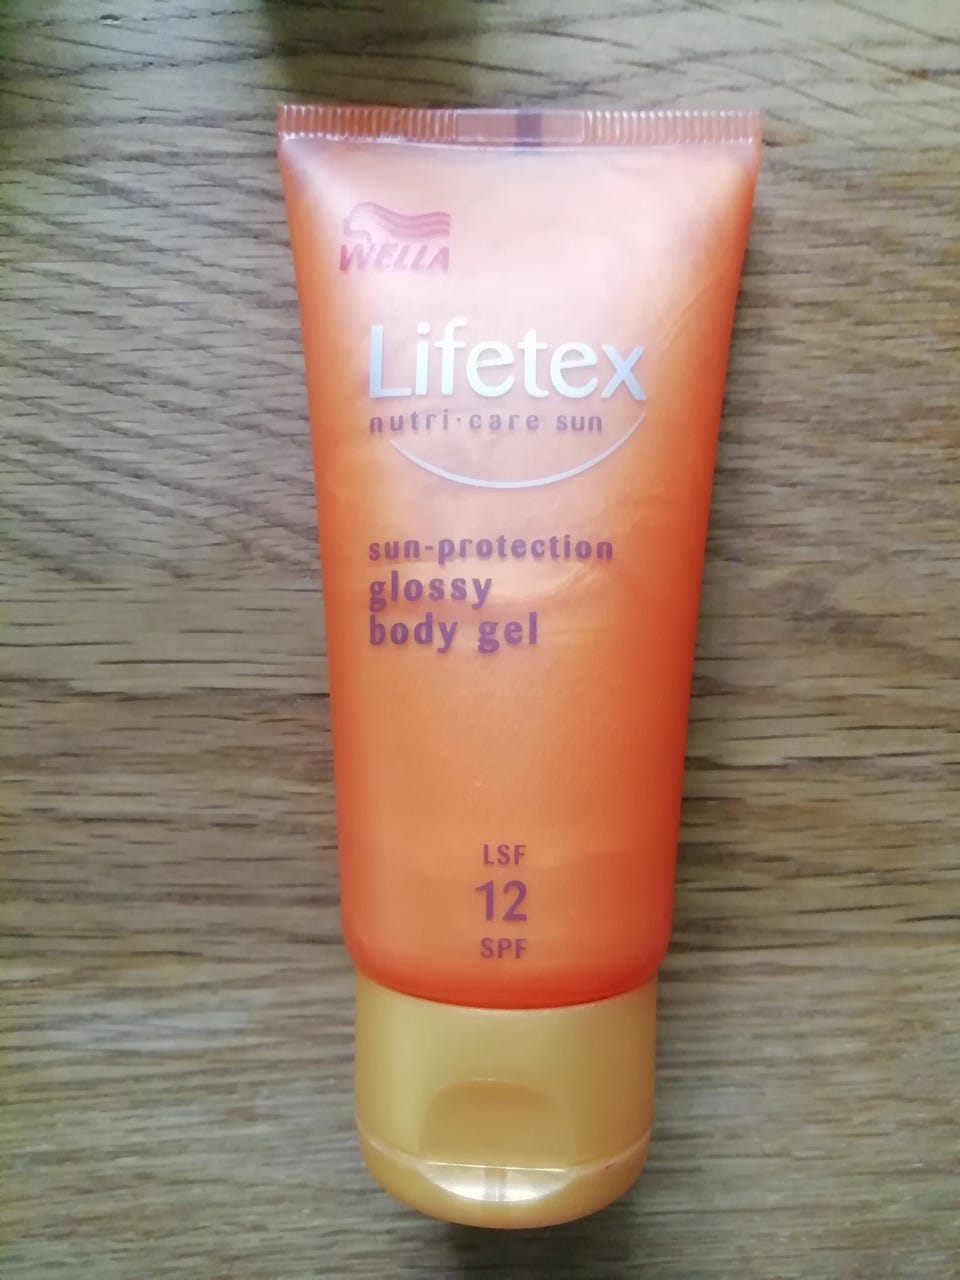 WELLA
Lifetex
nutri·care sun
sun-protection
glossy
body gel
LSF
12
SPF